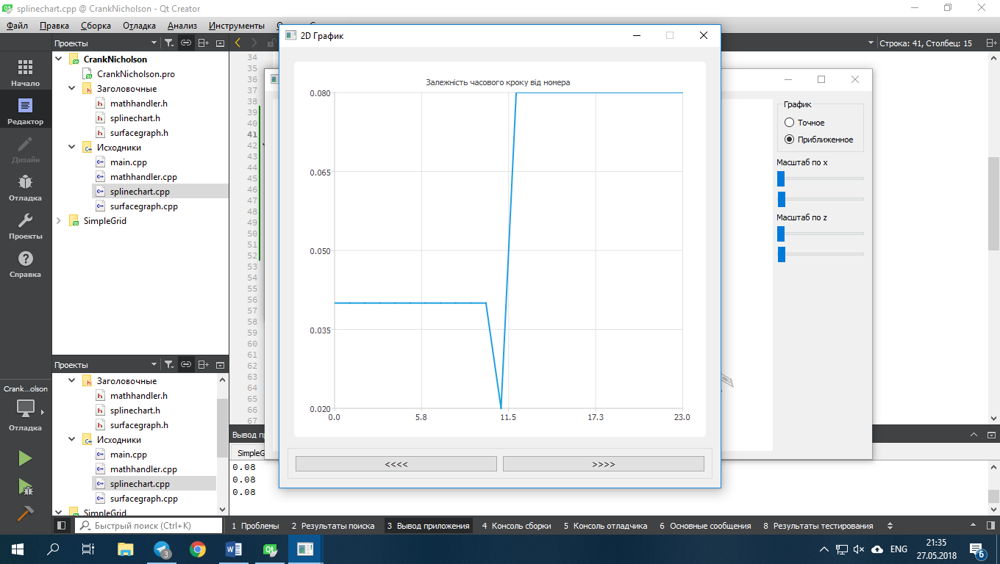 splinechart.cpp @ CrankNicholson - Qt Creator
Файл Правка Сборка Отладка Анализ Инструменты
Проекты
CrankNicholson
CrankNicholson.pro
Заголовочные
mathhandler.h
splinechart.h
surfacegraph.h
Исходники
main.cpp
mathhandler.cpp
splinechart.cpp
surfacegraph.cpp
SimpleGrid
Начало
Редактор
Дизайн
Отладка
Проекты
Справка
Crank...olson
Отладка
Проекты
Заголовочные
mathhandler.h
splinechart.h
surfacegraph.h
Исходники
main.cpp
mathhandler.cpp
splinechart.cpp
surfacegraph.cpp
SimpleGrid
Быстрый поиск (Ctrl+K)
34
35
36
37
38
39
40
41
42
43
44
45
46
47
48
49
50
51
52
53
54
55
56
57
58
59
60
61
62
63
64
65
66
67
Строка: 41, Столбец: 15
2D График
Залежність часового кроку від номера
0.080
0.065
0.050
0.035
0.020
0.0 5.8 11.5 17.3 23.0
<<<< >>>>
График
Точное
Приближенное
Масштаб по x
Масштаб по z
Вывод п
SimpleG
0.08
0.08
0.08
1 Проблемы 2 Результаты поиска 3 Вывод приложения 4 Консоль сборки 5 Консоль отладчика 6 Основные сообщения 8 Результаты тестирования
3
ENG
21:35
27.05.2018
6